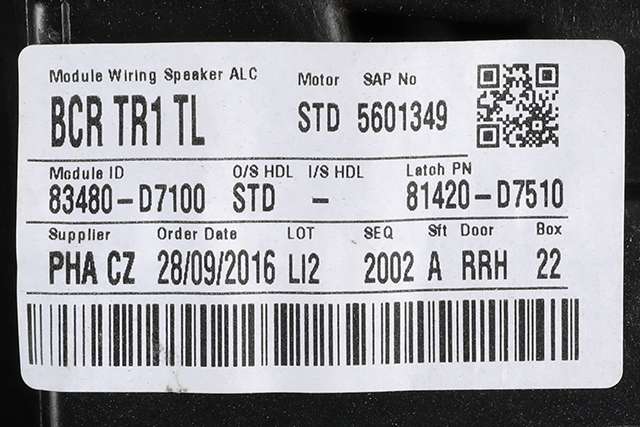 Module Wiring Speaker ALC Motor SAP No
BCR TR1 TL STD 5601349
Module ID O/S HDL I/S HDL Latch PN
83480-D7100 STD - 81420-D7510
Supplier Order Date LOT SEQ Sft Door Box
PHA CZ 28/09/2016 LI2 2002 A RRH 22